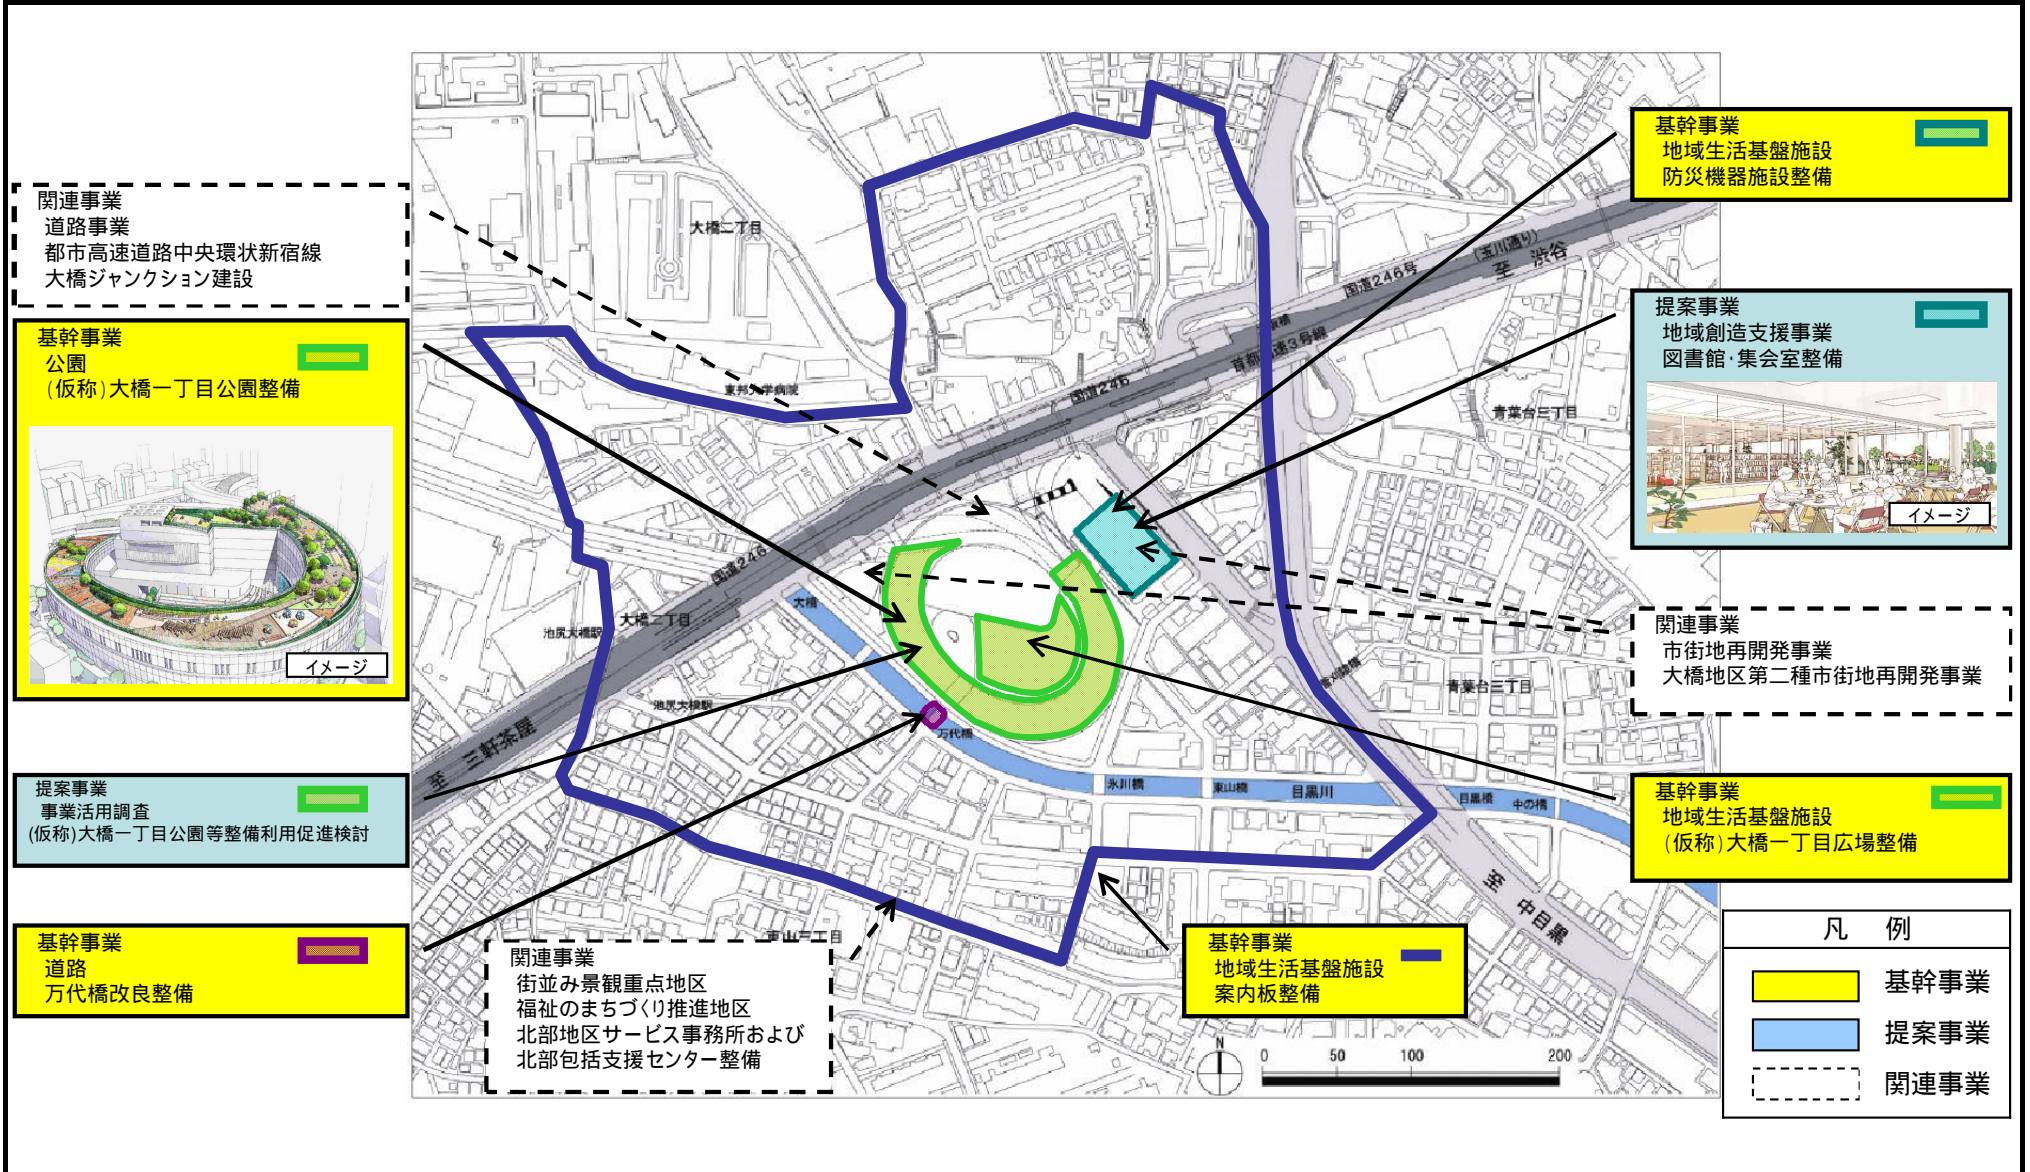 関連事業
道路事業
都市高速道路中央環状新宿線
大橋ジャンクション建設
基幹事業
公園
(仮称)大橋一丁目公園整備
イメージ
提案事業
事業活用調査
(仮称)大橋一丁目公園等整備利用促進検討
基幹事業
道路
万代橋改良整備
関連事業
街並み景観重点地区
福祉のまちづくり推進地区
北部地区サービス事務所および
北部包括支援センター整備
基幹事業
地域生活基盤施設
案内板整備
基幹事業
地域生活基盤施設
防災機器施設整備
提案事業
地域創造支援事業
図書館・集会室整備
イメージ
関連事業
市街地再開発事業
大橋地区第二種市街地再開発事業
基幹事業
地域生活基盤施設
(仮称)大橋一丁目広場整備
凡 例
基幹事業
提案事業
関連事業
大橋二丁目
東邦大学病院
国道246号
(玉川通り)
至 渋谷
首都高速3号線
国道246
青葉台三丁目
国道246
大橋
大橋二丁目
池尻大橋駅
池尻大橋駅
至 三軒茶屋
万代橋
氷川橋
東山橋
目黒川
目黒橋
中の橋
青葉台三丁目
至 中目黒
東山三丁目
N
0 50 100 200